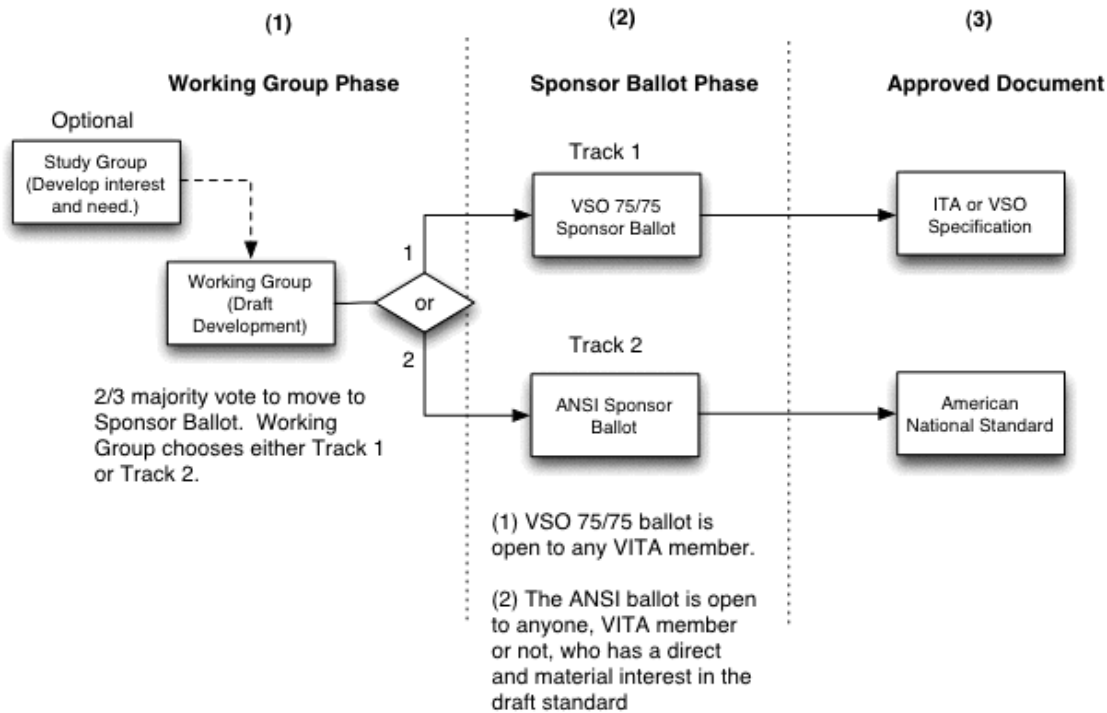 (1)
(2)
(3)
Working Group Phase
Sponsor Ballot Phase
Approved Document
Optional
Study Group
(Develop interest
and need.)
Track 1
VSO 75/75
Sponsor Ballot
ITA or VSO
Specification
1
Working Group
(Draft
Development)
or
2
Track 2
ANSI Sponsor
Ballot
American
National Standard
2/3 majority vote to move to
Sponsor Ballot. Working
Group chooses either Track 1
or Track 2.
(1) VSO 75/75 ballot is
open to any VITA member.
(2) The ANSI ballot is open
to anyone, VITA member
or not, who has a direct
and material interest in the
draft standard